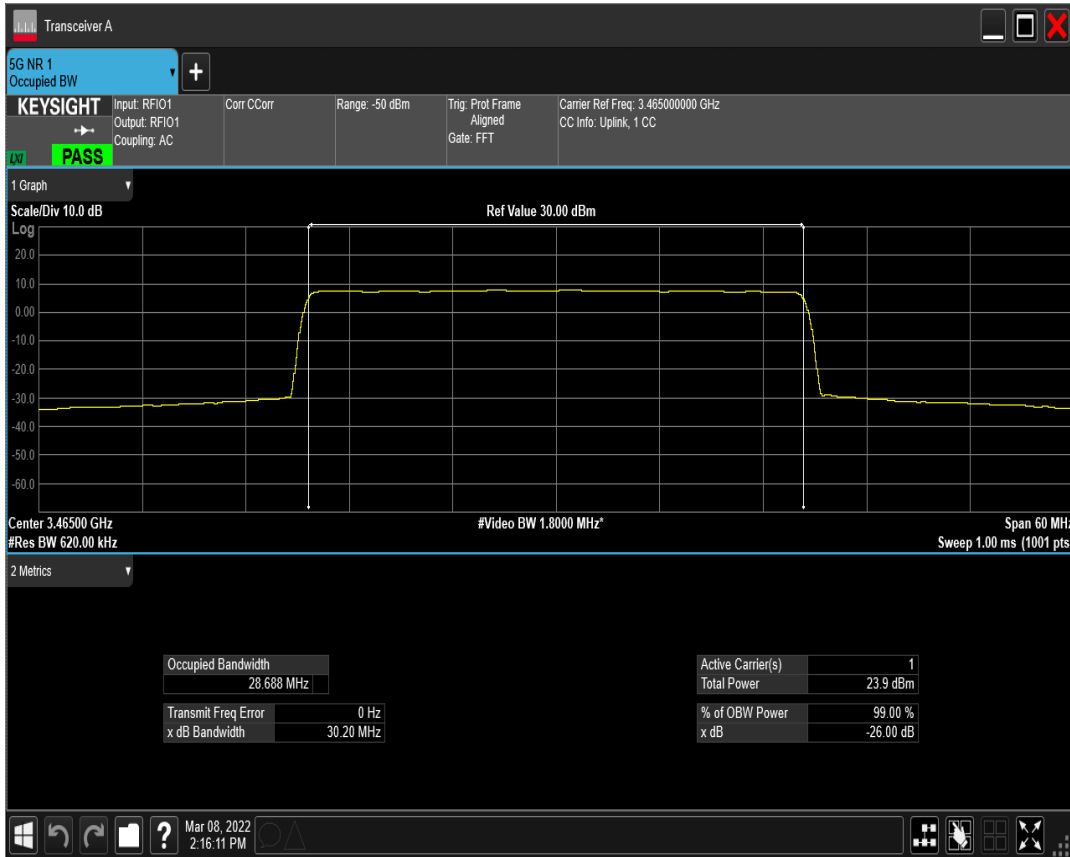 Transceiver A
5G NR 1
Occupied BW
+
KEYSIGHT
LXI
PASS
Input: RFIO1
Output: RFIO1
Coupling: AC
Corr CCorr
Range: -50 dBm
Trig: Prot Frame
Aligned
Gate: FFT
Carrier Ref Freq: 3.465000000 GHz
CC Info: Uplink, 1 CC
1 Graph
Scale/Div 10.0 dB
Ref Value 30.00 dBm
Log
20.0
10.0
0.00
-10.0
-20.0
-30.0
-40.0
-50.0
-60.0
Center 3.46500 GHz
#Video BW 1.8000 MHz*
Span 60 MHz
#Res BW 620.00 kHz
Sweep 1.00 ms (1001 pts
2 Metrics
Occupied Bandwidth
28.688 MHz
Active Carrier(s) 1
Total Power 23.9 dBm
Transmit Freq Error 0 Hz
x dB Bandwidth 30.20 MHz
% of OBW Power 99.00 %
x dB -26.00 dB
?
Mar 08, 2022
2:16:11 PM